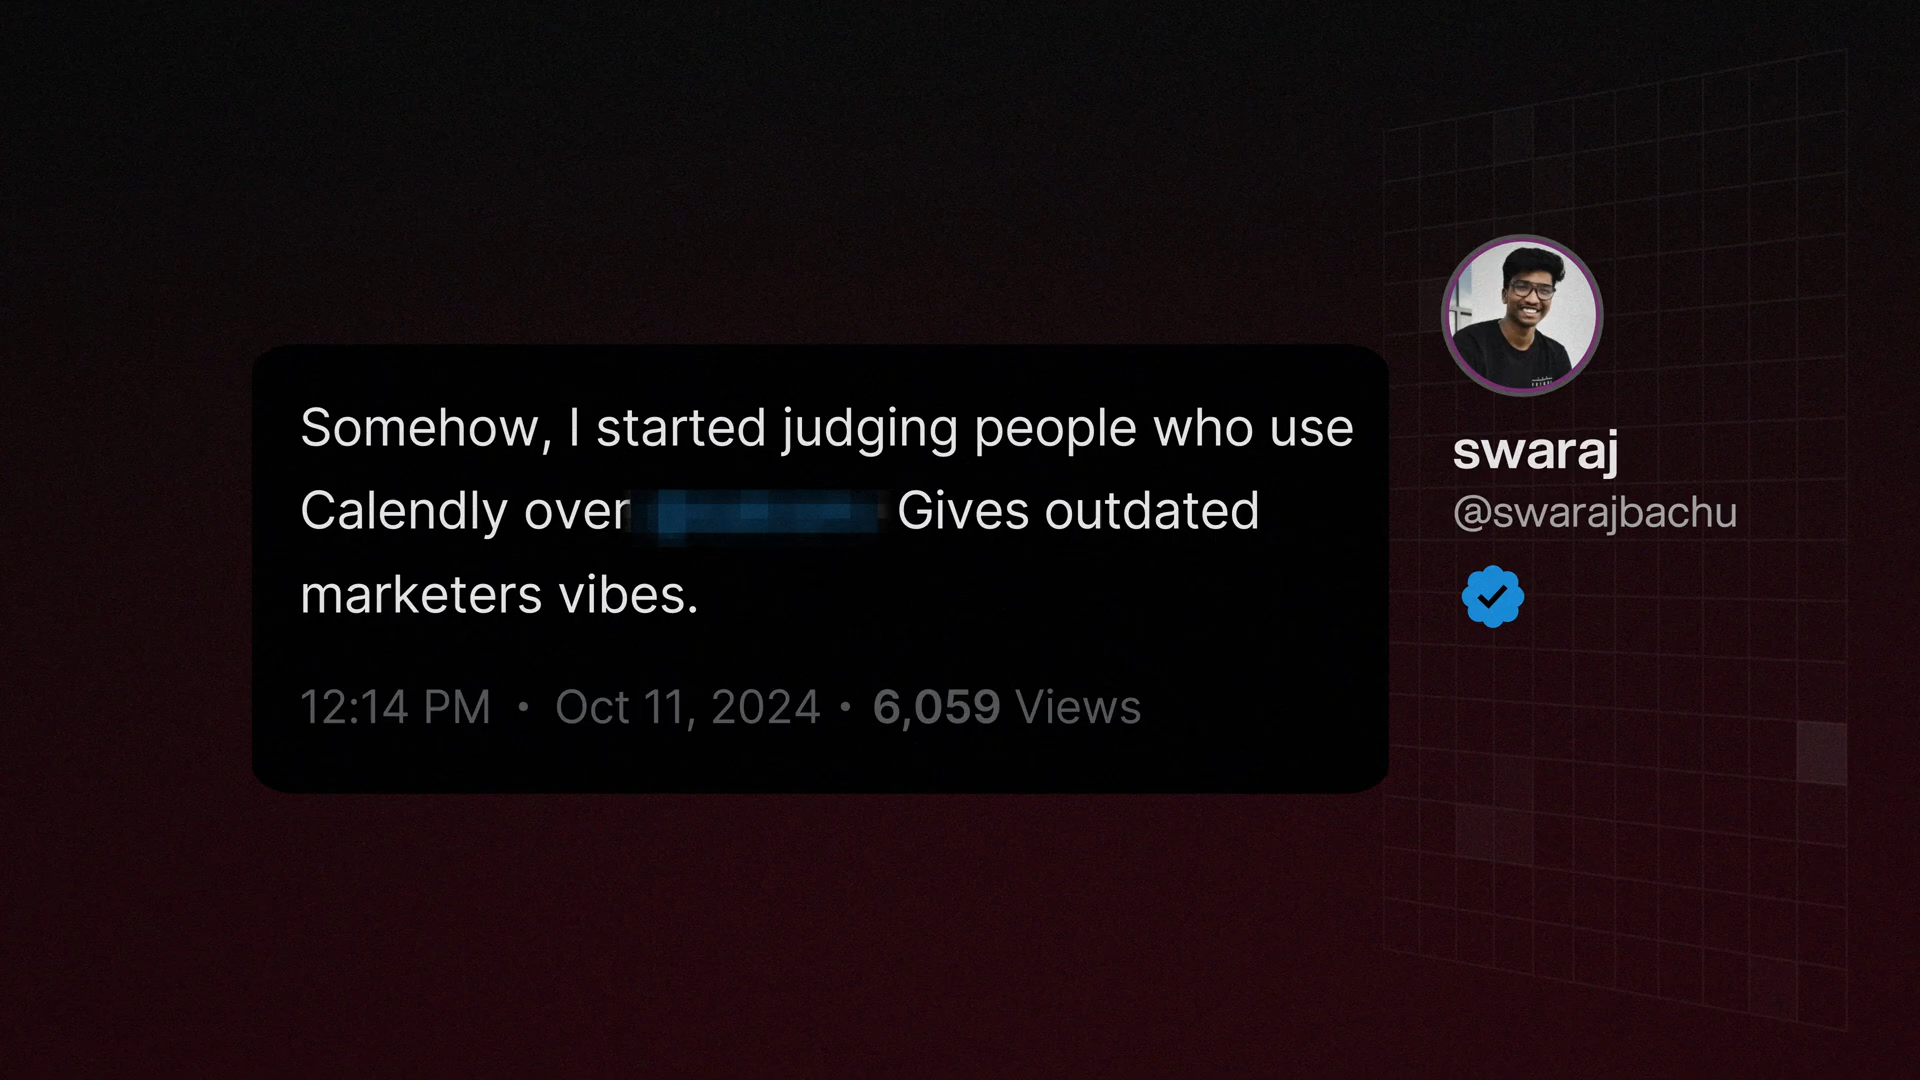 Somehow, I started judging people who use
Calendly over Gives outdated
marketers vibes.
12:14 PM · Oct 11, 2024 · 6,059 Views
swaraj
@swarajbachu